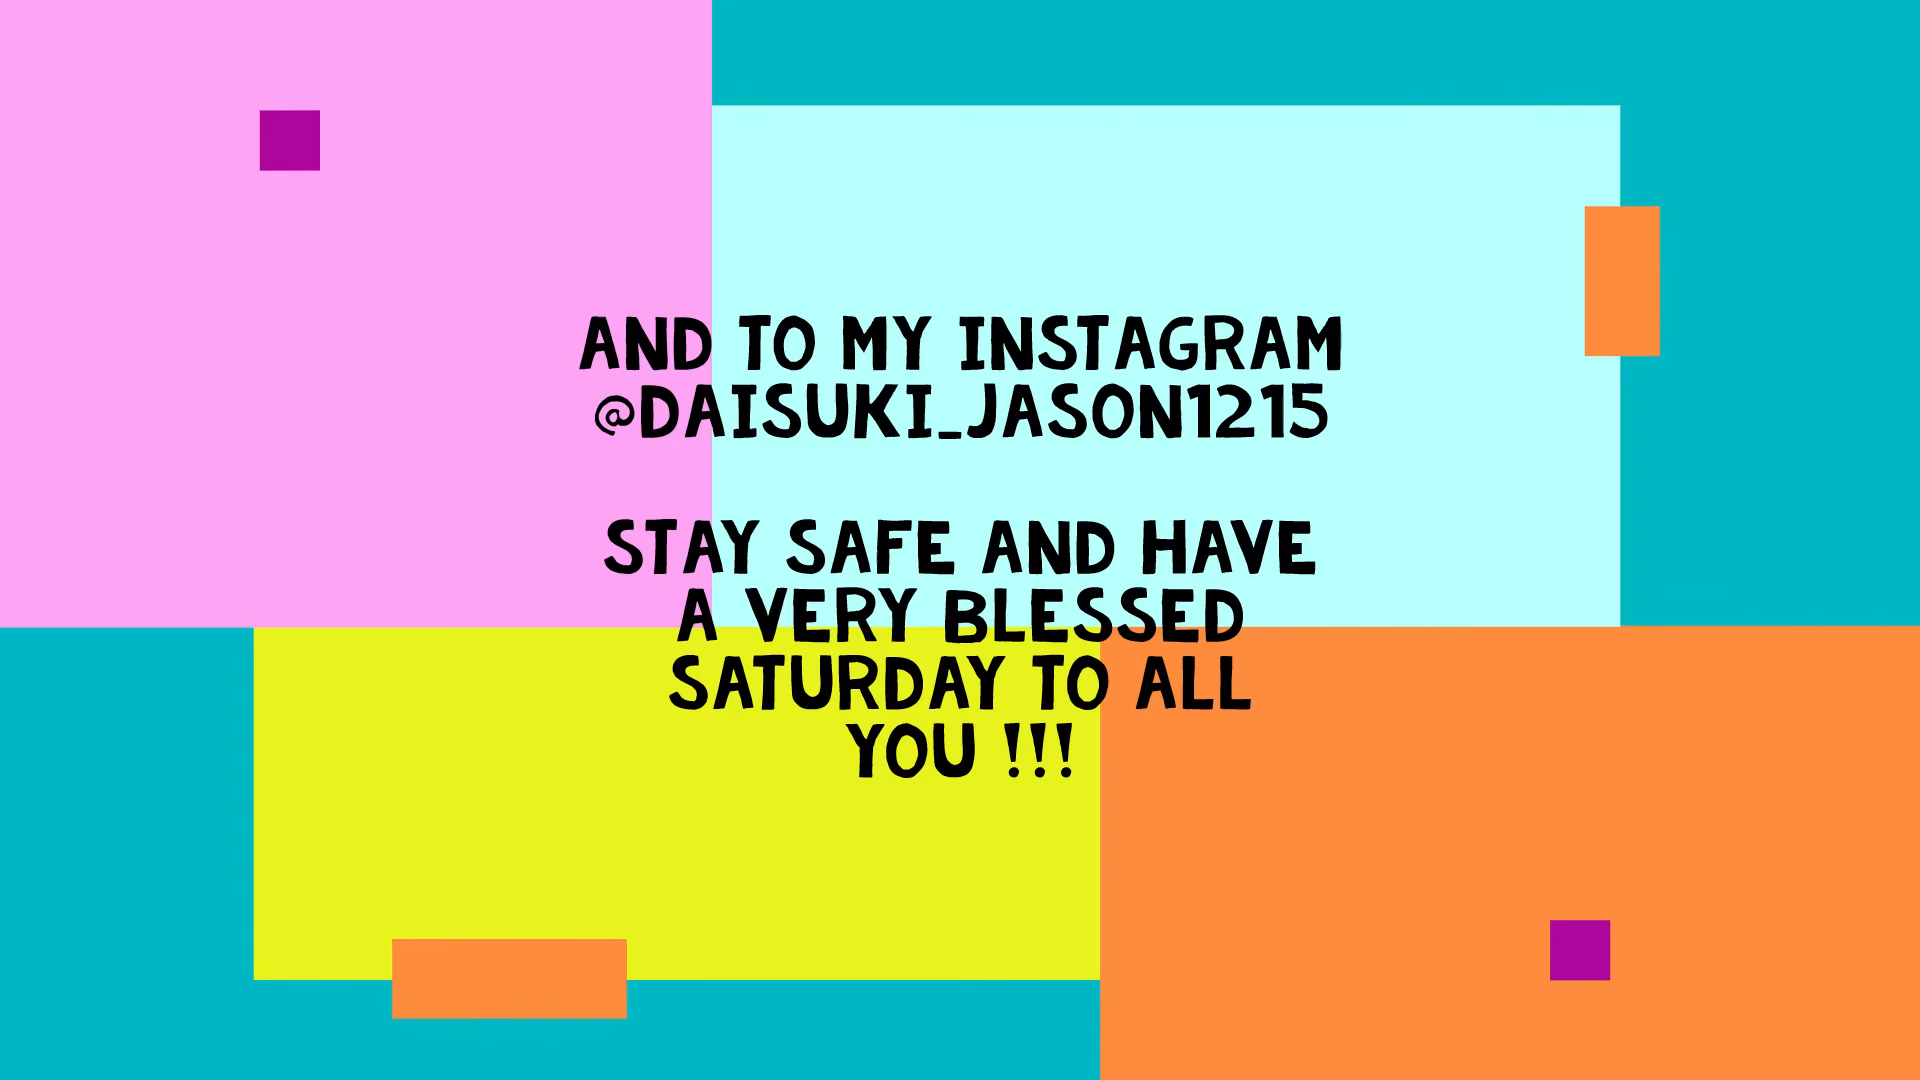 AND TO MY INSTAGRAM
@DAISUKI_JASON1215
STAY SAFE AND HAVE
A VERY BLESSED
SATURDAY TO ALL
YOU !!!